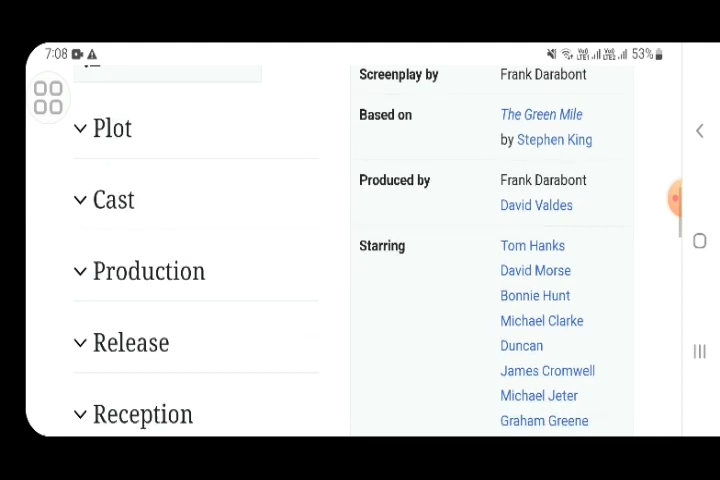 7:08
53%
Plot
Cast
Production
Release
Reception
Screenplay by
Frank Darabont
Based on
The Green Mile
by Stephen King
Produced by
Frank Darabont
David Valdes
Starring
Tom Hanks
David Morse
Bonnie Hunt
Michael Clarke
Duncan
James Cromwell
Michael Jeter
Graham Greene